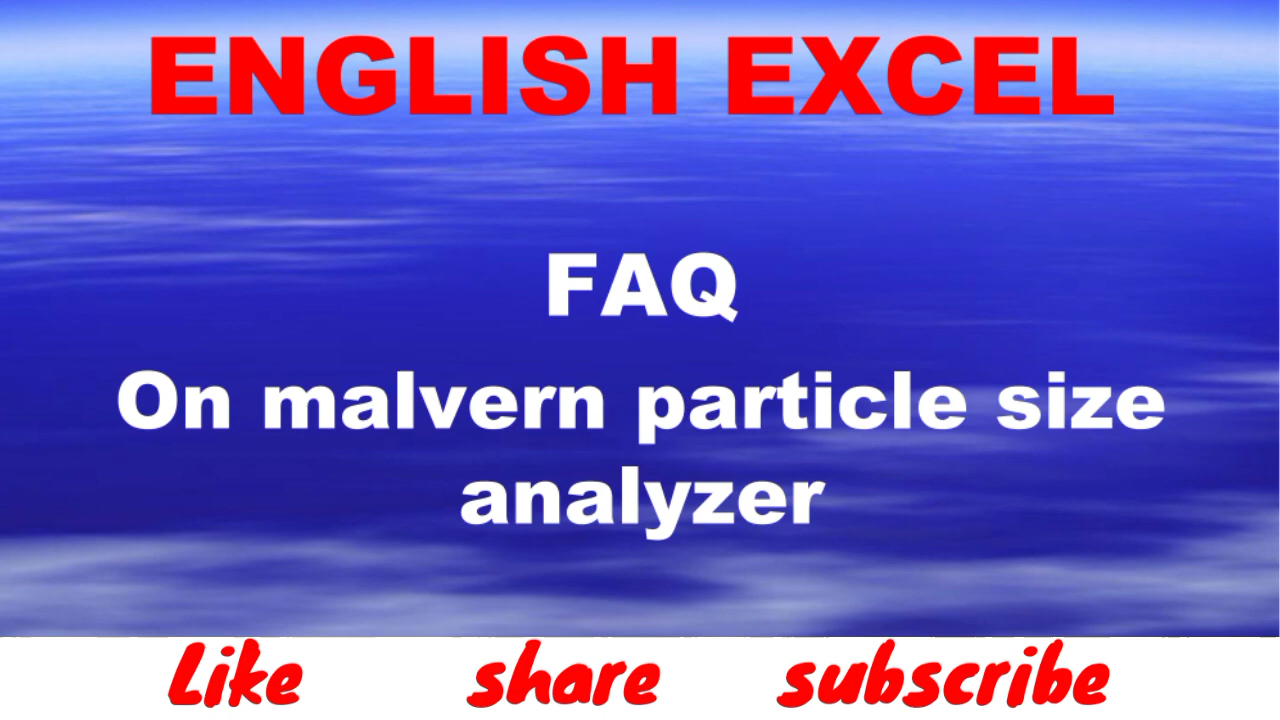 ENGLISH EXCEL
FAQ
On malvern particle size
analyzer
Like share subscribe